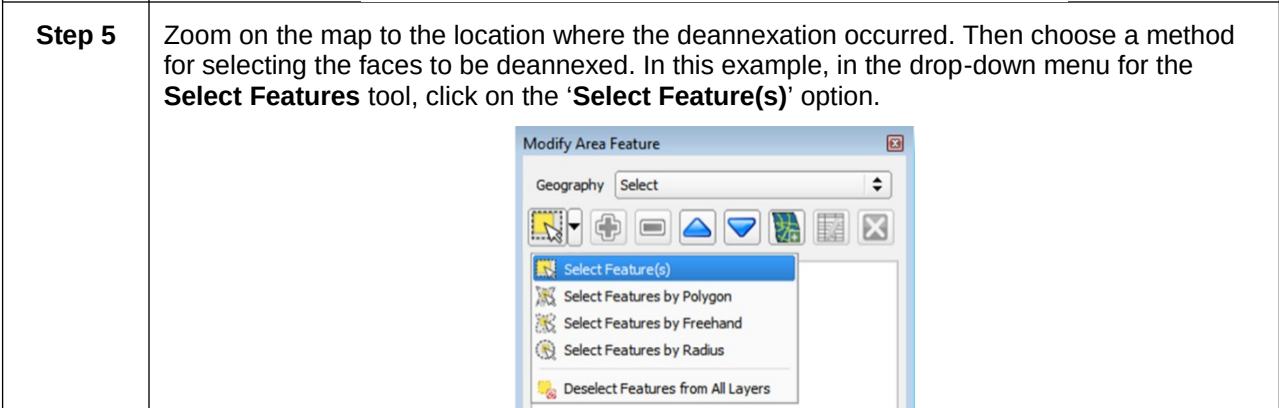 Step 5
Zoom on the map to the location where the deannexation occurred. Then choose a method
for selecting the faces to be deannexed. In this example, in the drop-down menu for the
Select Features tool, click on the ‘Select Feature(s)’ option.
Modify Area Feature
Geography Select
Select Feature(s)
Select Features by Polygon
Select Features by Freehand
Select Features by Radius
Deselect Features from All Layers